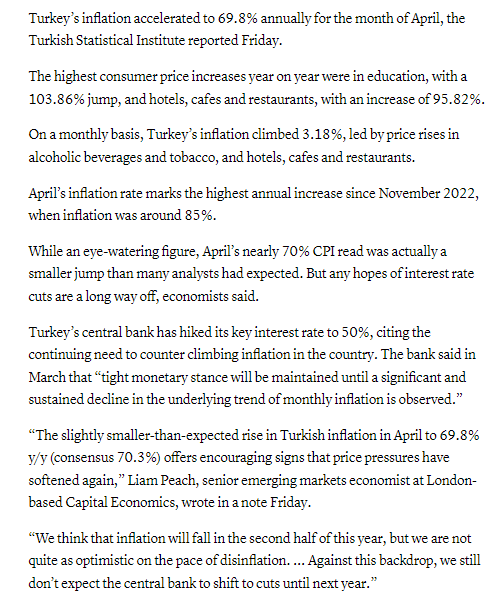 Turkey’s inflation accelerated to 69.8% annually for the month of April, the
Turkish Statistical Institute reported Friday.
The highest consumer price increases year on year were in education, with a
103.86% jump, and hotels, cafes and restaurants, with an increase of 95.82%.
On a monthly basis, Turkey’s inflation climbed 3.18%, led by price rises in
alcoholic beverages and tobacco, and hotels, cafes and restaurants.
April’s inflation rate marks the highest annual increase since November 2022,
when inflation was around 85%.
While an eye-watering figure, April’s nearly 70% CPI read was actually a
smaller jump than many analysts had expected. But any hopes of interest rate
cuts are a long way off, economists said.
Turkey’s central bank has hiked its key interest rate to 50%, citing the
continuing need to counter climbing inflation in the country. The bank said in
March that “tight monetary stance will be maintained until a significant and
sustained decline in the underlying trend of monthly inflation is observed.”
“The slightly smaller-than-expected rise in Turkish inflation in April to 69.8%
y/y (consensus 70.3%) offers encouraging signs that price pressures have
softened again,” Liam Peach, senior emerging markets economist at London-
based Capital Economics, wrote in a note Friday.
“We think that inflation will fall in the second half of this year, but we are not
quite as optimistic on the pace of disinflation. … Against this backdrop, we still
don’t expect the central bank to shift to cuts until next year.”